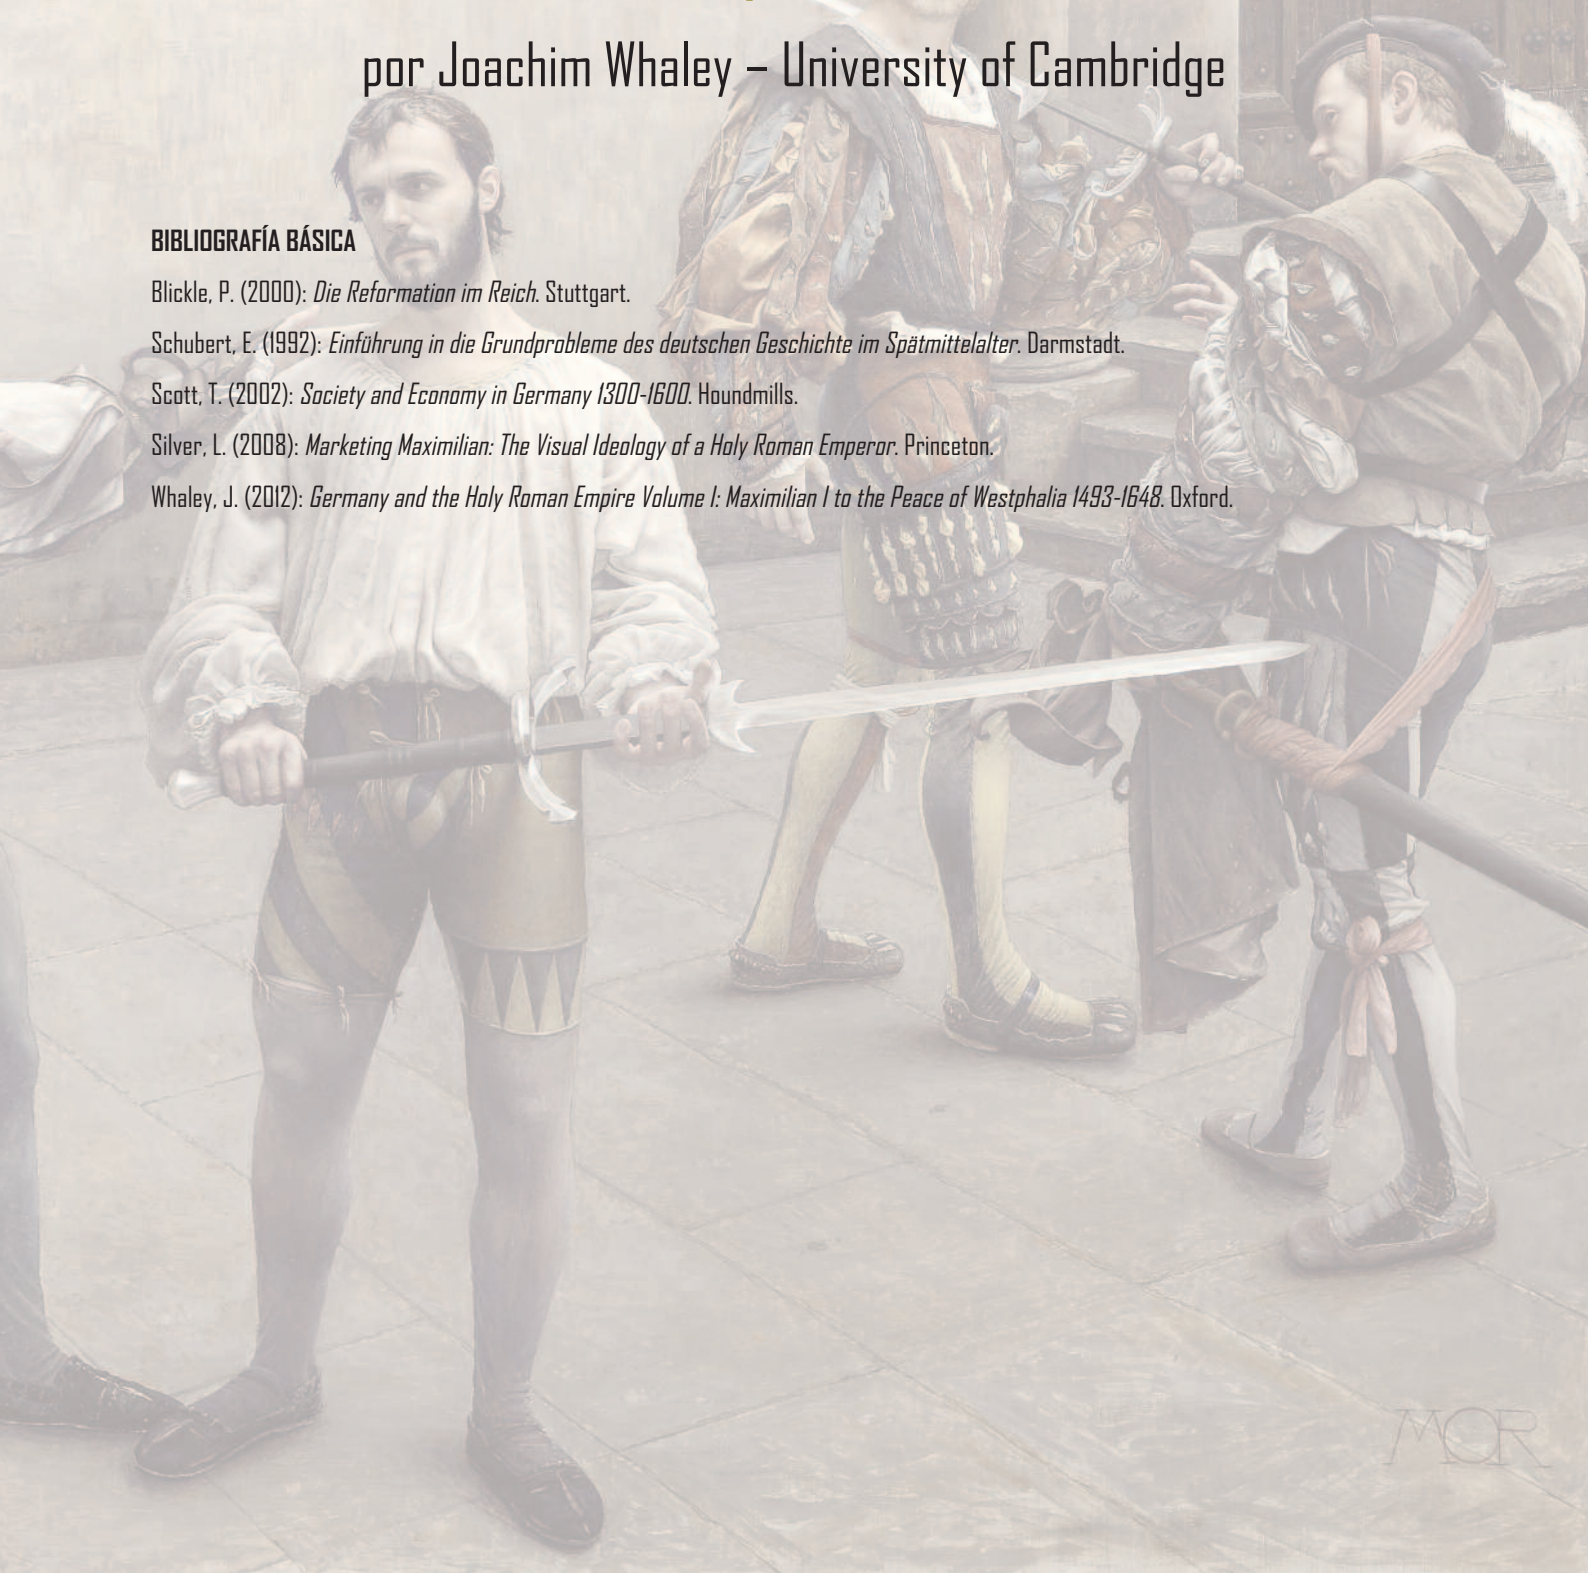 por Joachim Whaley – University of Cambridge
BIBLIOGRAFÍA BÁSICA
Blickle, P. (2000): Die Reformation im Reich. Stuttgart.
Schubert, E. (1992): Einführung in die Grundprobleme des deutschen Geschichte im Spätmittelalter. Darmstadt.
Scott, T. (2002): Society and Economy in Germany 1300-1600. Houndmills.
Silver, L. (2008): Marketing Maximilian: The Visual Ideology of a Holy Roman Emperor. Princeton.
Whaley, J. (2012): Germany and the Holy Roman Empire Volume I: Maximilian I to the Peace of Westphalia 1493-1648. Oxford.
MOR